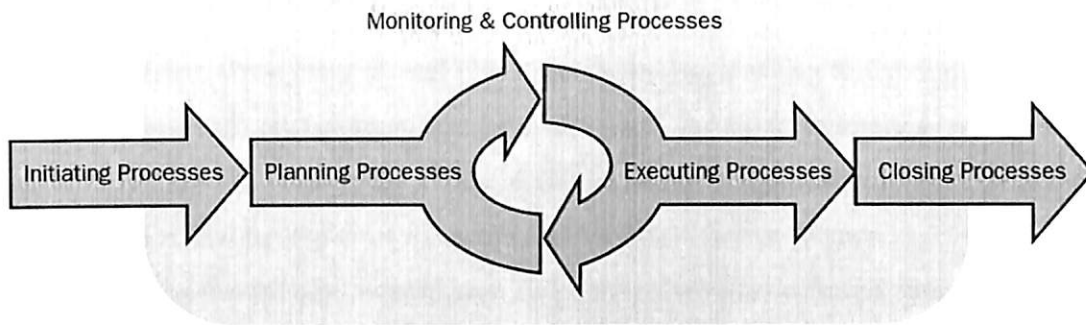 Monitoring & Controlling Processes
Initiating Processes
Planning Processes
Executing Processes
Closing Processes